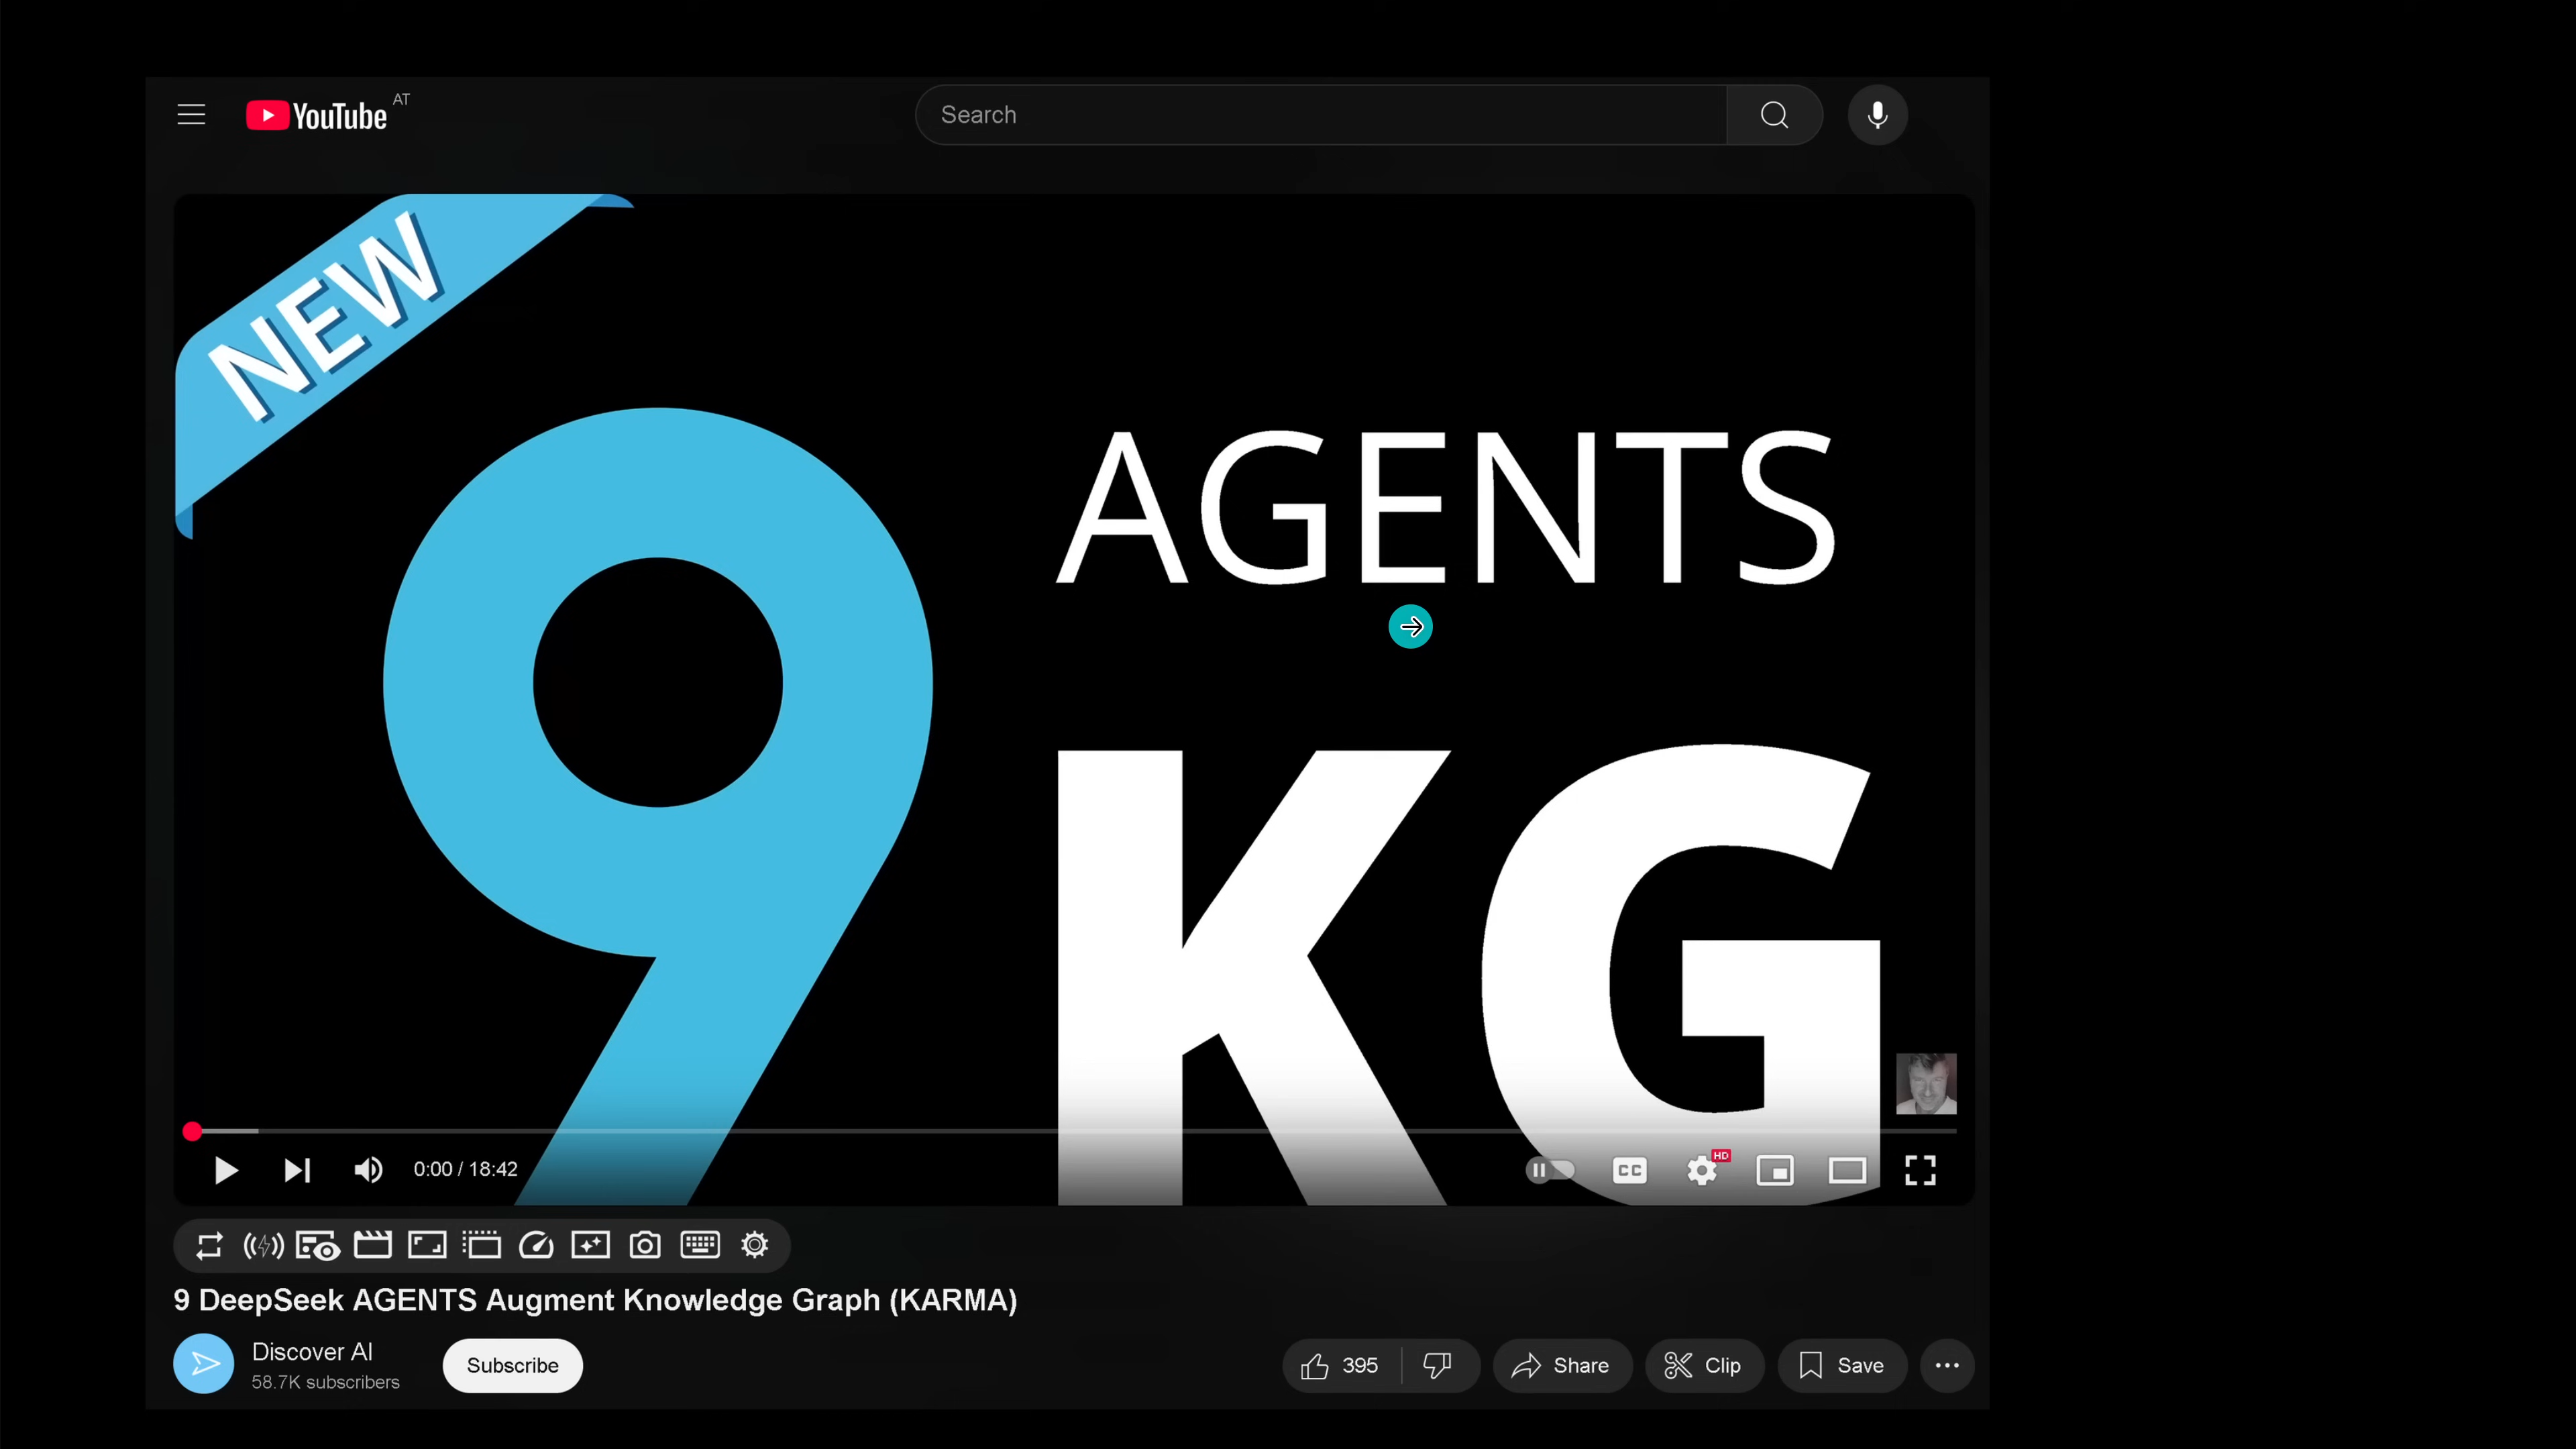 YouTube AT
Search
NEW
9
AGENTS
KG
0:00 / 18:42
CC
HD
9 DeepSeek AGENTS Augment Knowledge Graph (KARMA)
Discover AI
58.7K subscribers
Subscribe
395
Share
Clip
Save